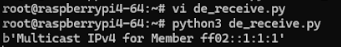 root@raspberrypi4-64:~# vi de_receive.py
root@raspberrypi4-64:~# python3 de_receive.py
b'Multicast IPv4 for Member ff02::1:1:1'